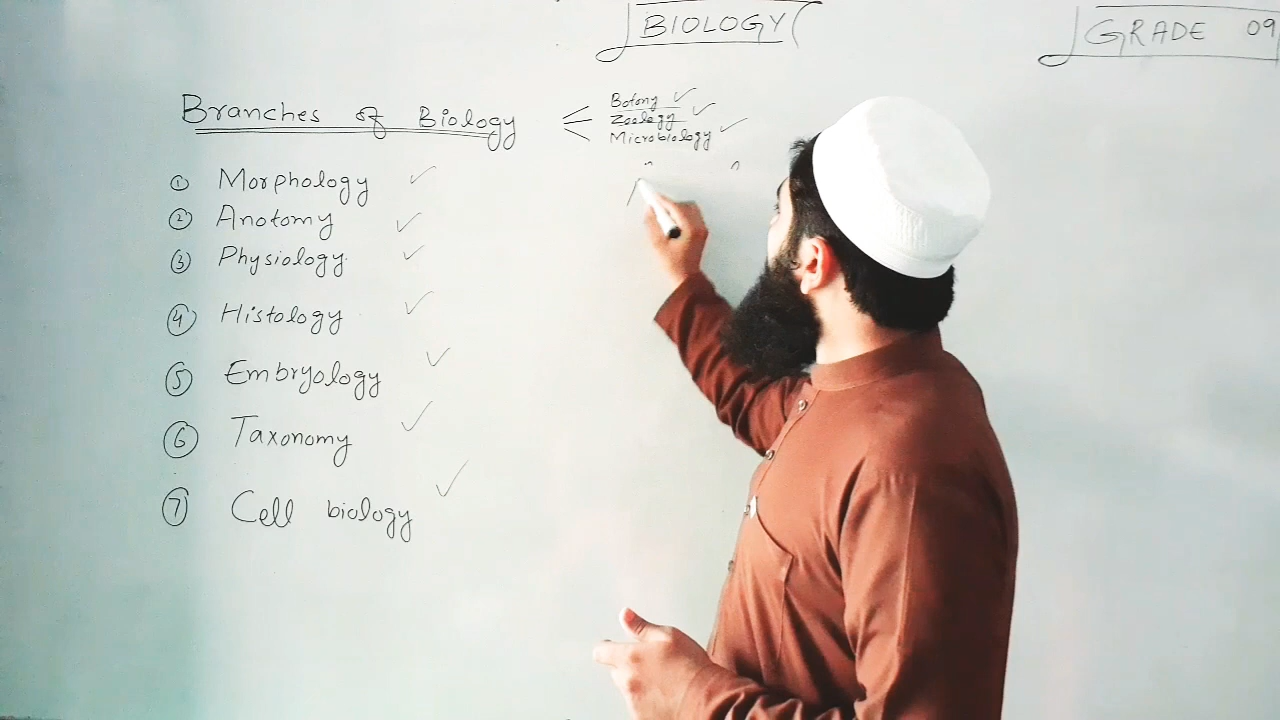 BIOLOGY
GRADE 09
Branches of Biology
Botony ✓
Zoology ✓
Microbiology ✓
① Morphology ✓
② Anotomy ✓
③ Physiology ✓
④ Histology ✓
⑤ Embryology ✓
⑥ Taxonomy ✓
⑦ Cell biology ✓